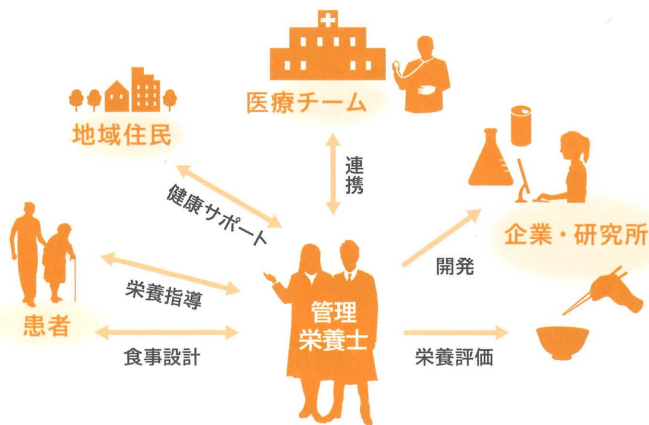 医療チーム
地域住民
連携
健康サポート
企業・研究所
開発
栄養指導
患者
管理
栄養士
食事設計
栄養評価